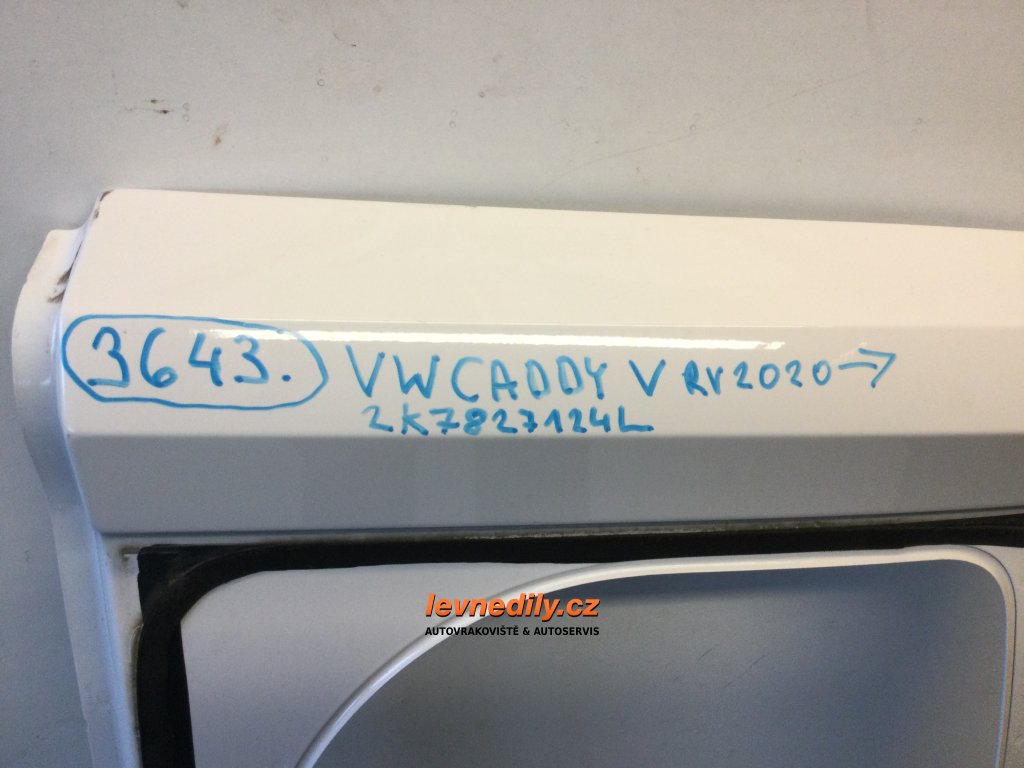 3643. VW CADDY V RV2020→
2K7827124L
levnedily.cz
AUTOVRAKOVIŠTĚ & AUTOSERVIS